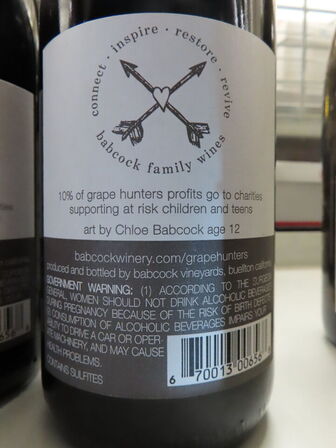 connect · inspire · restore · revive
babcock family wines
10% of grape hunters profits go to charities
supporting at risk children and teens
art by Chloe Babcock age 12
babcockwinery.com/grapehunters
produced and bottled by babcock vineyards, buellton california
GOVERNMENT WARNING: (1) ACCORDING TO THE
GENERAL, WOMEN SHOULD NOT DRINK ALCOHOLIC BEVERAGES
DURING PREGNANCY BECAUSE OF THE RISK OF BIRTH DEFECTS
CONSUMPTION OF ALCOHOLIC BEVERAGES IMPAIRS YOUR
ABILITY TO DRIVE A CAR OR OPER-
MACHINERY, AND MAY CAUSE
HEALTH PROBLEMS.
CONTAINS SULFITES
6 70013 00656